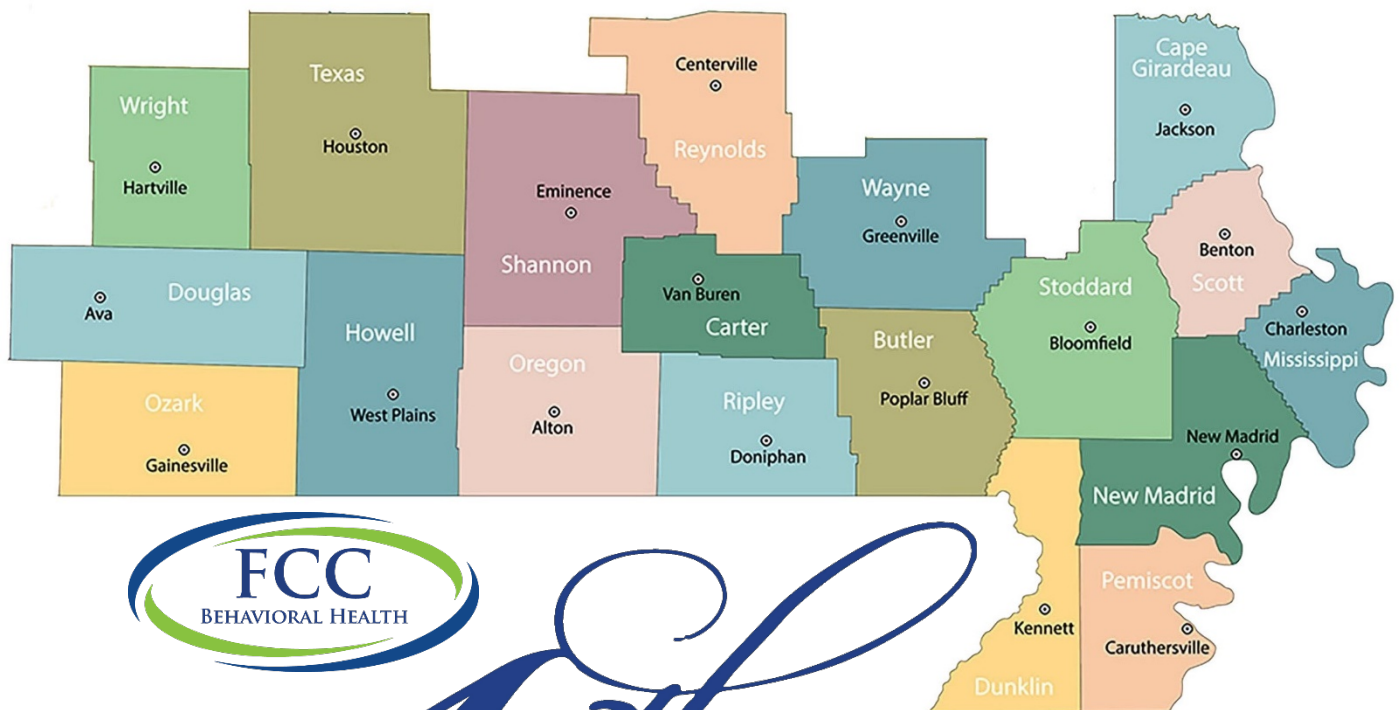 Cape
Girardeau
Jackson
Texas
Houston
Centerville
Reynolds
Wright
Hartville
Eminence
Shannon
Wayne
Greenville
Benton
Scott
Douglas
Ava
Howell
West Plains
Van Buren
Carter
Stoddard
Bloomfield
Charleston
Mississippi
Ozark
Gainesville
Oregon
Alton
Ripley
Doniphan
Butler
Poplar Bluff
New Madrid
New Madrid
Pemiscot
Caruthersville
Kennett
Dunklin
FCC
BEHAVIORAL HEALTH